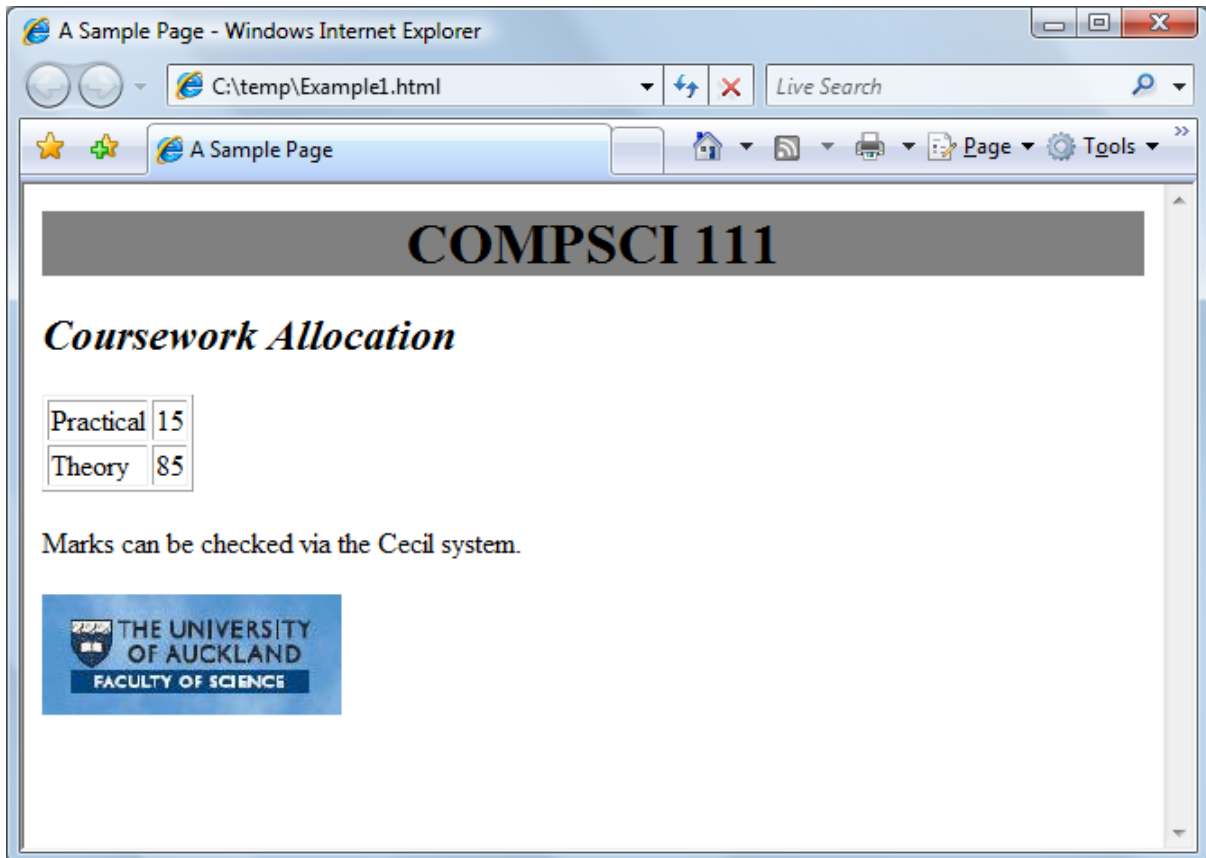 A Sample Page - Windows Internet Explorer
C:\temp\Example1.html
Live Search
A Sample Page
Page
Tools
COMPSCI 111
Coursework Allocation
Practical 15
Theory 85
Marks can be checked via the Cecil system.
THE UNIVERSITY
OF AUCKLAND
FACULTY OF SCIENCE